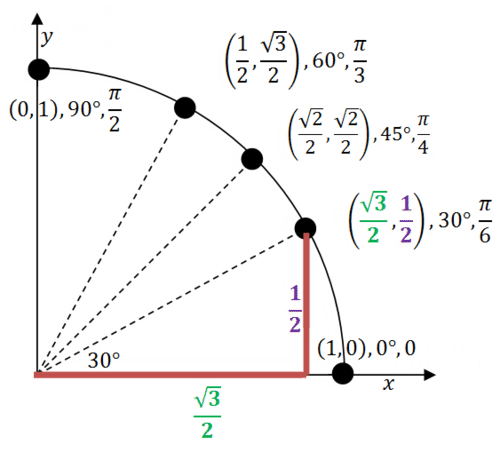 y
(1/2, √3/2), 60°, π/3
(0,1), 90°, π/2
(√2/2, √2/2), 45°, π/4
(√3/2, 1/2), 30°, π/6
1/2
(1,0), 0°, 0
30°
x
√3/2